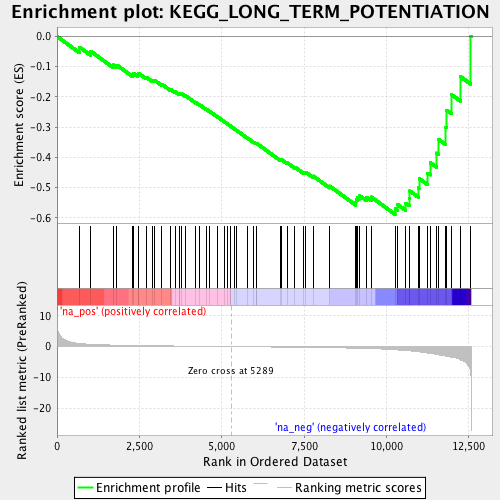 Enrichment plot: KEGG_LONG_TERM_POTENTIATION
Enrichment score (ES)
0.0
-0.1
-0.2
-0.3
-0.4
-0.5
-0.6
'na_pos' (positively correlated)
Ranked list metric (PreRanked)
10
5
0
-5
-10
-20
Zero cross at 5289
'na_neg' (negatively correlated)
0
2,500
5,000
7,500
10,000
12,500
Rank in Ordered Dataset
Enrichment profile
Hits
Ranking metric scores